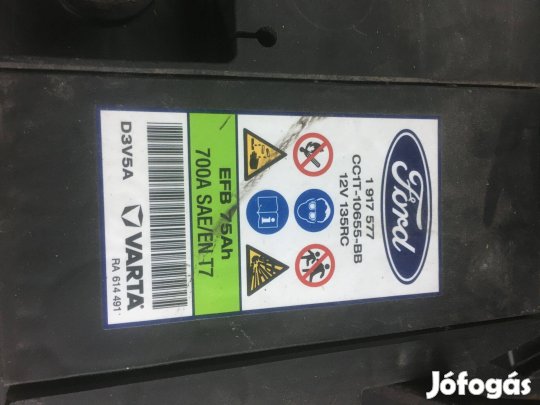 Ford
1 917 577
CC1T-10655-BB
12V 135RC
EFB 75Ah
700A SAE/EN T7
D3V5A
VARTA
RA 614 491
Jófogás